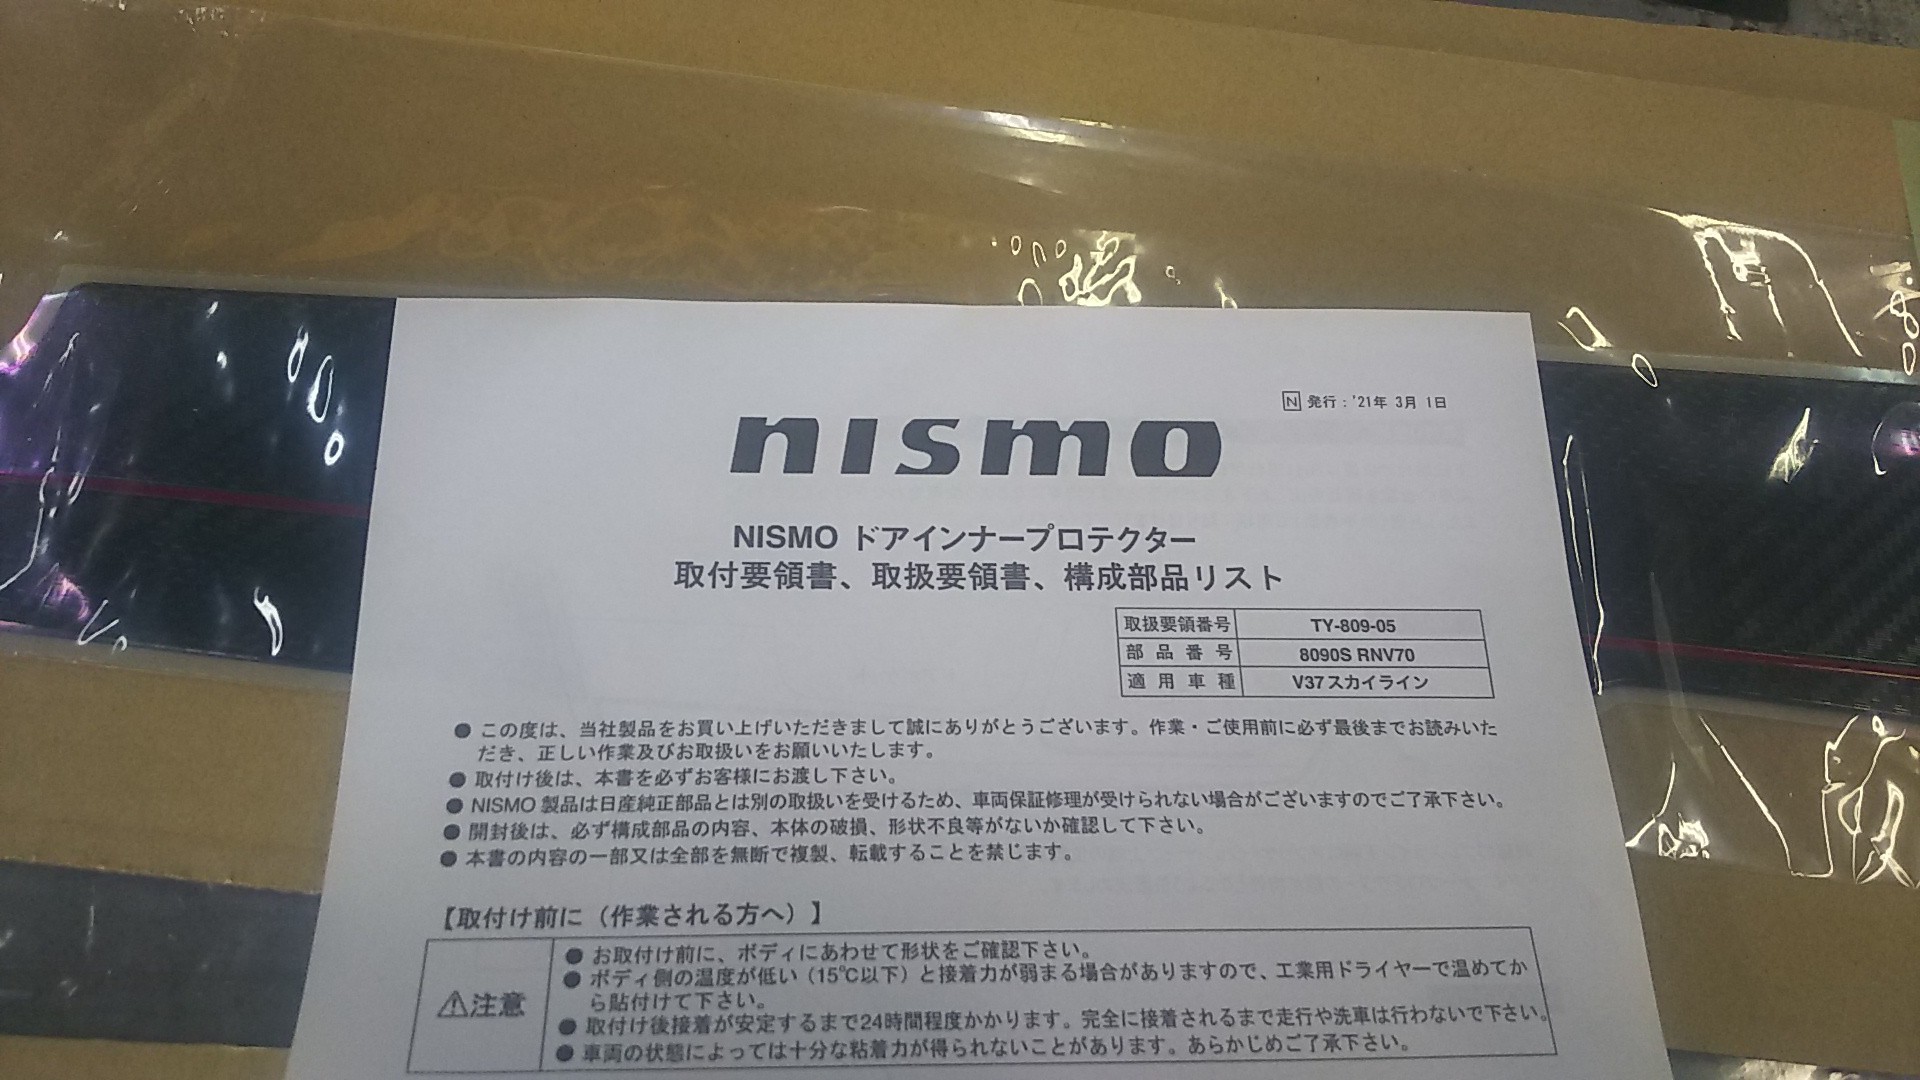 N 発行：'21年 3月 1日
nismo
NISMO ドアインナープロテクター
取付要領書、取扱要領書、構成部品リスト
取扱要領番号 TY-809-05
部品番号 8090S RNV70
適用車種 V37スカイライン
● この度は、当社製品をお買い上げいただきまして誠にありがとうございます。作業・ご使用前に必ず最後までお読みいた
だき、正しい作業及びお取扱いをお願いいたします。
● 取付け後は、本書を必ずお客様にお渡し下さい。
● NISMO 製品は日産純正部品とは別の取扱いを受けるため、車両保証修理が受けられない場合がございますのでご了承下さい。
● 開封後は、必ず構成部品の内容、本体の破損、形状不良等がないか確認して下さい。
● 本書の内容の一部又は全部を無断で複製、転載することを禁じます。
【取付け前に（作業される方へ）】
⚠注意
● お取付け前に、ボディにあわせて形状をご確認下さい。
● ボディ側の温度が低い（15℃以下）と接着力が弱まる場合がありますので、工業用ドライヤーで温めてか
ら貼付けて下さい。
● 取付け後接着が安定するまで24時間程度かかります。完全に接着されるまで走行や洗車は行わないで下さい。
● 車両の状態によっては十分な粘着力が得られないことがあります。あらかじめご了承下さい。